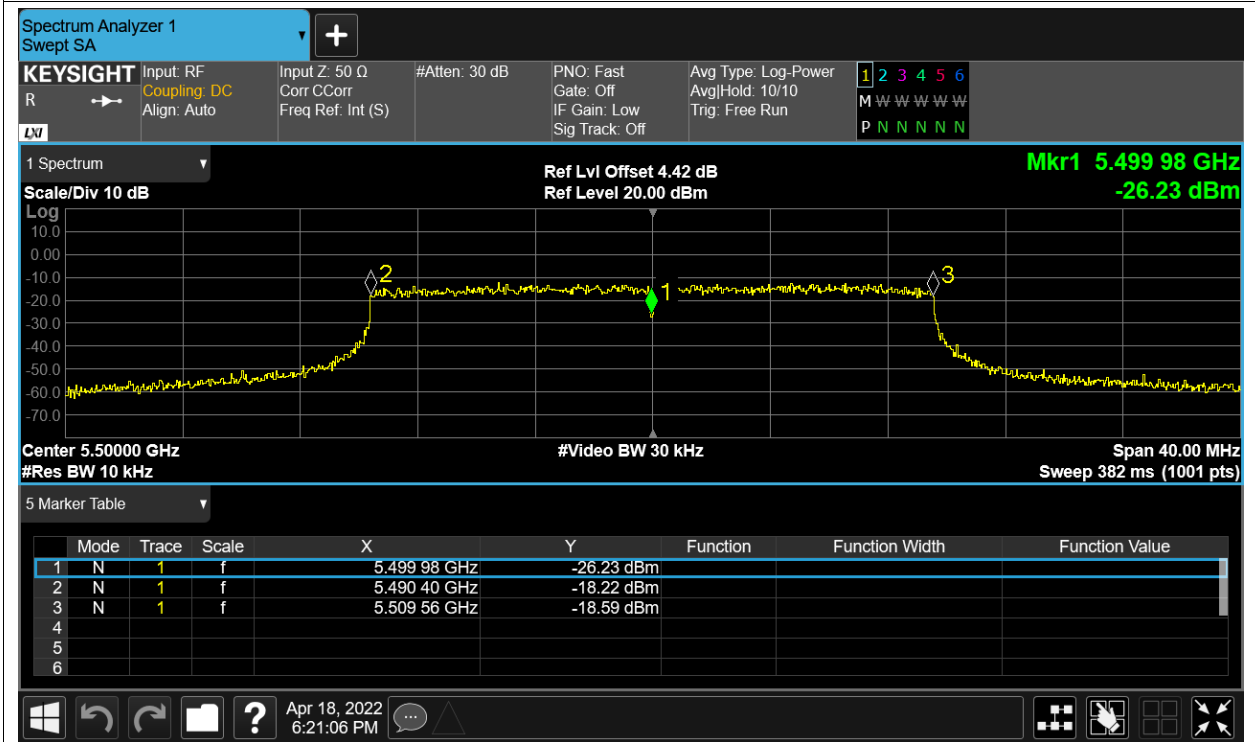 Spectrum Analyzer 1
Swept SA
+
KEYSIGHT
R
LXI
Input: RF
Coupling: DC
Align: Auto
Input Z: 50 Ω
Corr CCorr
Freq Ref: Int (S)
#Atten: 30 dB
PNO: Fast
Gate: Off
IF Gain: Low
Sig Track: Off
Avg Type: Log-Power
Avg|Hold: 10/10
Trig: Free Run
1 2 3 4 5 6
M W W W W W
P N N N N N
1 Spectrum
Scale/Div 10 dB
Ref Lvl Offset 4.42 dB
Ref Level 20.00 dBm
Mkr1 5.499 98 GHz
-26.23 dBm
Log
10.0
0.00
-10.0
-20.0
-30.0
-40.0
-50.0
-60.0
-70.0
2
1
3
Center 5.50000 GHz
#Res BW 10 kHz
#Video BW 30 kHz
Span 40.00 MHz
Sweep 382 ms (1001 pts)
5 Marker Table
Mode Trace Scale X Y Function Function Width Function Value
1 N 1 f 5.499 98 GHz -26.23 dBm
2 N 1 f 5.490 40 GHz -18.22 dBm
3 N 1 f 5.509 56 GHz -18.59 dBm
4
5
6
?
Apr 18, 2022
6:21:06 PM